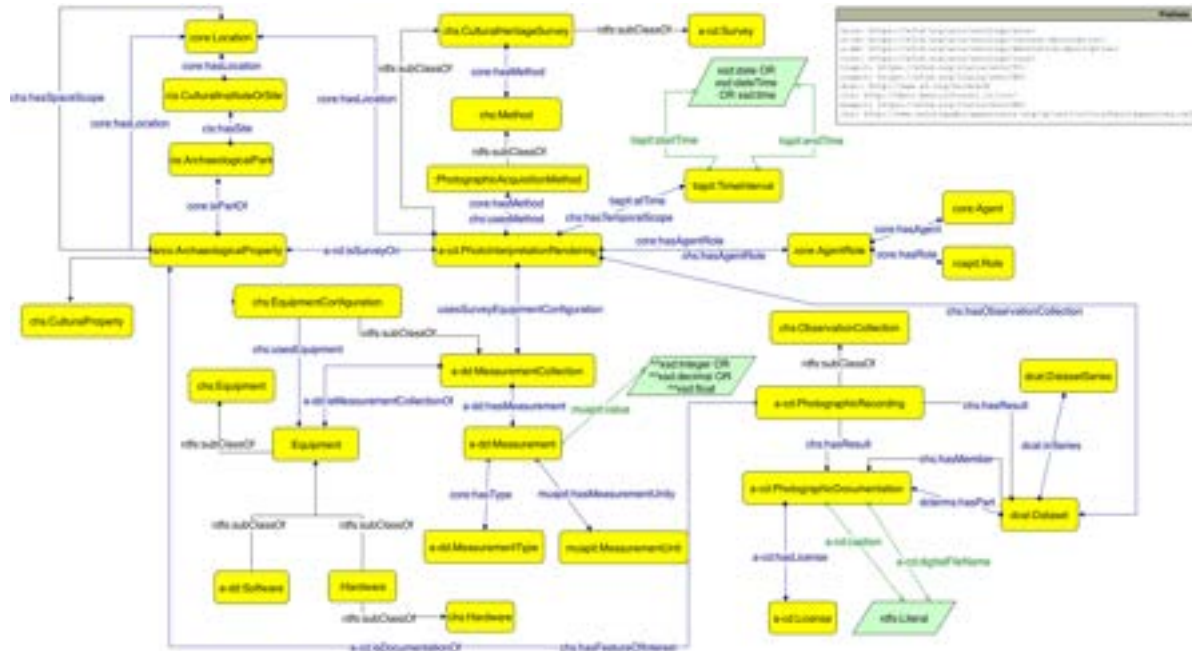 core:Location
chs:CulturalHeritageSurvey
rdfs:subClassOf
a-cd:Survey
Prefixes
core:hasLocation
rdfs:subClassOf
core:hasMethod
xsd:date OR
xsd:dateTime
OR xsd:time
chs:hasSpaceScope
core:hasLocation
core:hasLocation
cis:CulturalInstituteOrSite
chs:Method
cis:hasSite
tiapit:startTime
tiapit:endTime
rdfs:subClassOf
cis:ArchaeologicalPark
:PhotographicAcquisitionMethod
tiapit:TimeInterval
core:isPartOf
core:hasMethod
chs:usesMethod
tiapit:atTime
chs:hasTemporalScope
core:Agent
core:hasAgent
arco:ArchaeologicalProperty
a-cd:isSurveyOn
a-cd:PhotoInterpretationRendering
core:hasAgentRole
chs:hasAgentRole
core:AgentRole
core:hasRole
roapit:Role
chs:EquipmentConfiguration
usesSurveyEquipmentConfiguration
chs:hasObservationCollection
chs:CulturalProperty
rdfs:subClassOf
chs:ObservationCollection
chs:usesEquipment
rdfs:subClassOf
**xsd:integer OR
**xsd:decimal OR
**xsd:float
chs:Equipment
a-dd:MeasurementCollection
dcat:DatasetSeries
a-dd:isMeasurementCollectionOf
a-dd:hasMeasurement
muapit:value
a-cd:PhotographicRecording
chs:hasResult
rdfs:subClassOf
Equipment
a-dd:Measurement
chs:hasResult
dcat:inSeries
chs:hasMember
core:hasType
muapit:hasMeasurementUnity
a-cd:PhotographicDocumentation
dcterms:hasPart
dcat:Dataset
rdfs:subClassOf
rdfs:subClassOf
a-dd:MeasurementType
muapit:MeasurementUnit
a-cd:caption
a-cd:hasLicense
a-cd:digitalFileName
a-dd:Software
Hardware
rdfs:subClassOf
chs:Hardware
a-cd:License
rdfs:Literal
a-cd:isDocumentationOf
chs:hasFeatureOfInterest